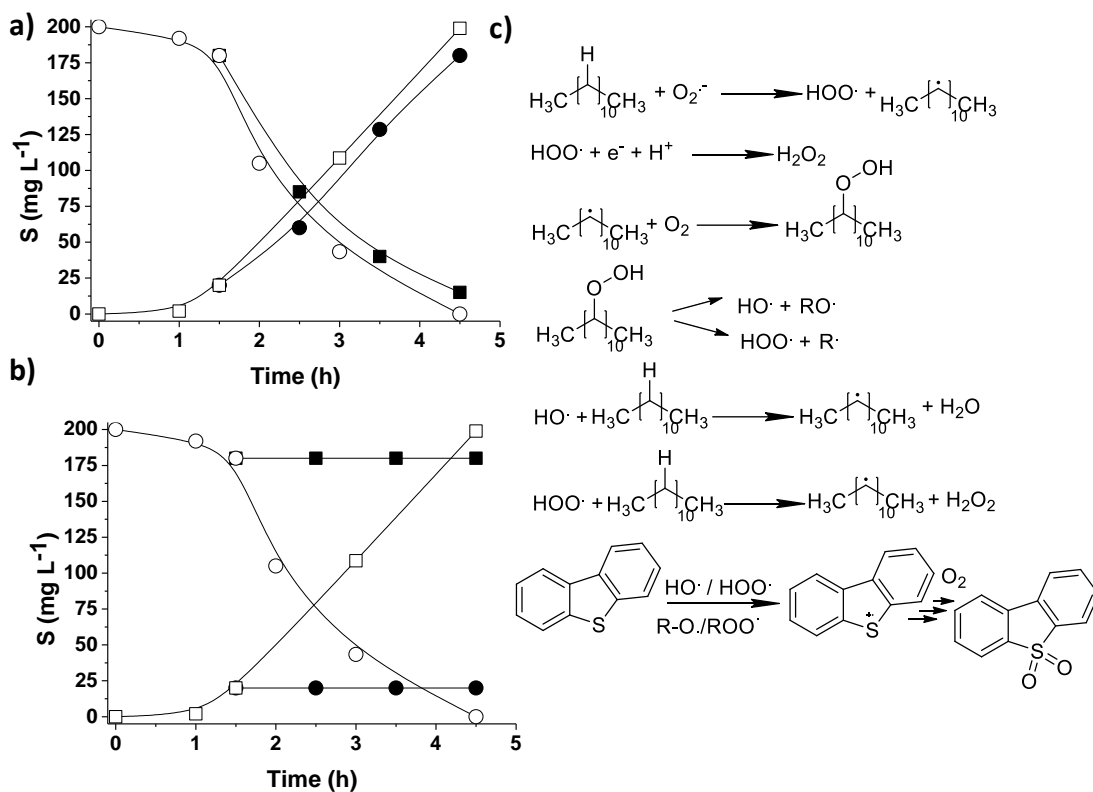 a)
200
175
150
125
100
75
50
25
0
S (mg L⁻¹)
0 1 2 3 4 5
Time (h)
b)
200
175
150
125
100
75
50
25
0
S (mg L⁻¹)
0 1 2 3 4 5
Time (h)
c)
H
H₃C [ ]₁₀ CH₃ + O₂·⁻ HOO· + H₃C [·]₁₀ CH₃
HOO· + e⁻ + H⁺ H₂O₂
O-OH
H₃C [·]₁₀ CH₃ + O₂ H₃C [ ]₁₀ CH₃
O-OH
H₃C [ ]₁₀ CH₃
HO· + RO·
HOO· + R·
H
HO· + H₃C [ ]₁₀ CH₃ H₃C [·]₁₀ CH₃ + H₂O
H
HOO· + H₃C [ ]₁₀ CH₃ H₃C [·]₁₀ CH₃ + H₂O₂
S
HO· / HOO·
R-O./ROO·
S
O₂
S
O O